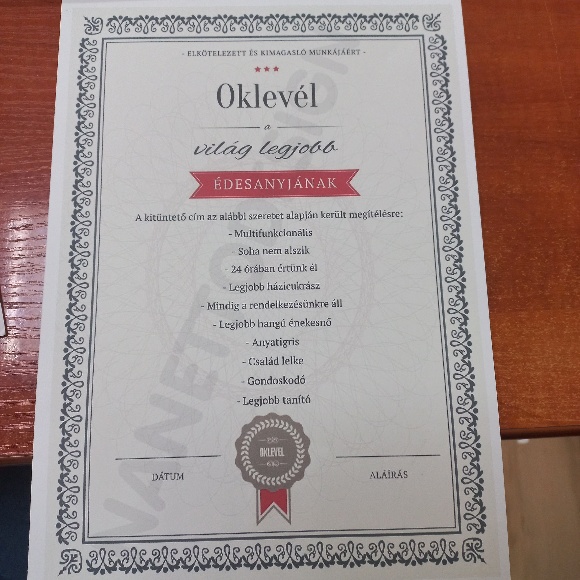 - ELKÖTELEZETT ÉS KIMAGASLÓ MUNKÁJÁÉRT -
Oklevél
a
világ legjobb
ÉDESANYJÁNAK
A kitüntető cím az alábbi szeretet alapján került megítélésre:
- Multifunkcionális
- Soha nem alszik
- 24 órában értünk él
- Legjobb házicukrász
- Mindig a rendelkezésünkre áll
- Legjobb hangú énekesnő
- Anyatigris
- Család lelke
- Gondoskodó
- Legjobb tanító
OKLEVÉL
DÁTUM
ALÁÍRÁS